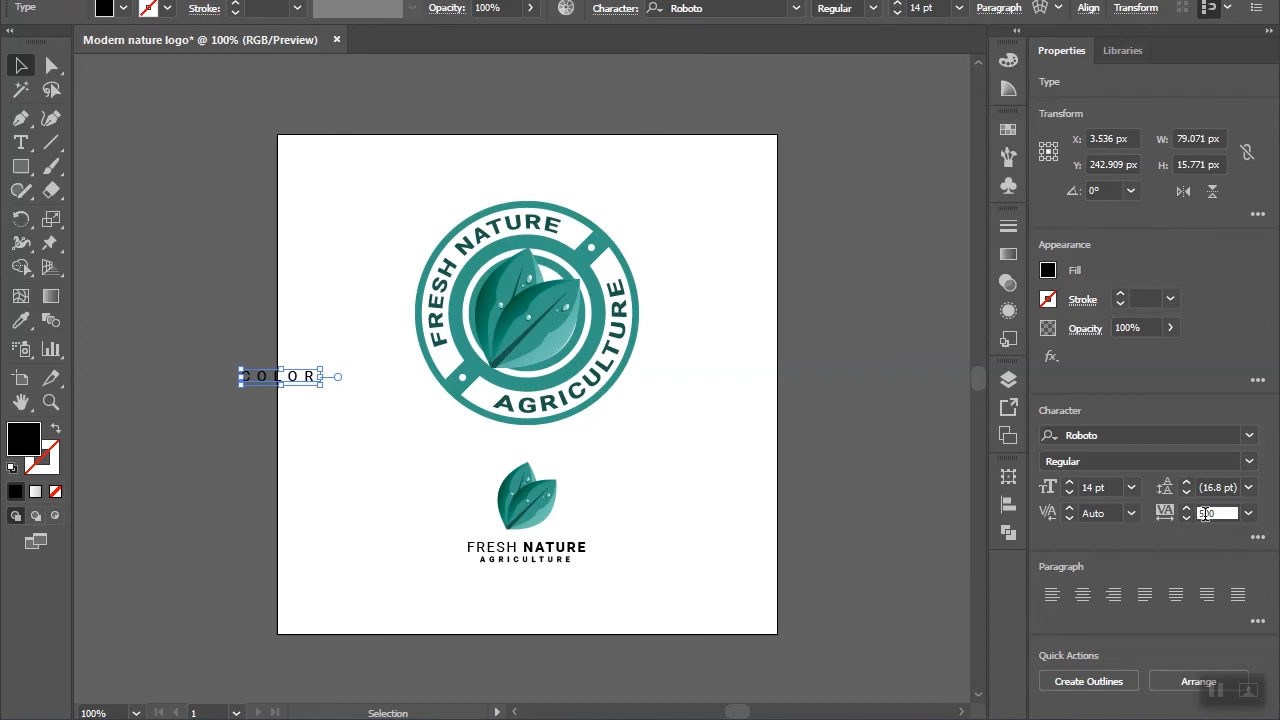 Type
Stroke:
Opacity: 100%
Character: Roboto
Regular
14 pt
Paragraph
Align
Transform
Modern nature logo* @ 100% (RGB/Preview)
Properties
Libraries
Type
Transform
X: 3.536 px
W: 79.071 px
Y: 242.909 px
H: 15.771 px
0°
Appearance
Fill
Stroke
Opacity 100%
fx.
Character
Roboto
Regular
14 pt
(16.8 pt)
Auto
Paragraph
Quick Actions
Create Outlines
Arrange
FRESH NATURE
AGRICULTURE
COLOR
FRESH NATURE
AGRICULTURE
100%
1
Selection